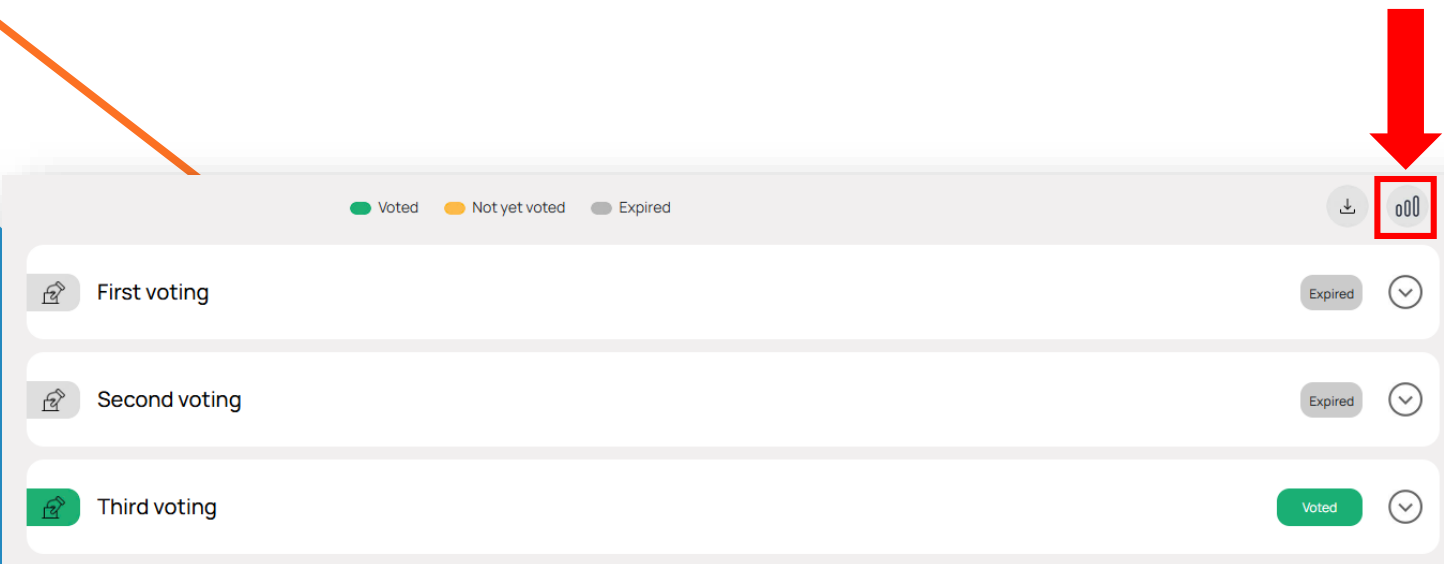 Voted Not yet voted Expired
First voting Expired
Second voting Expired
Third voting Voted